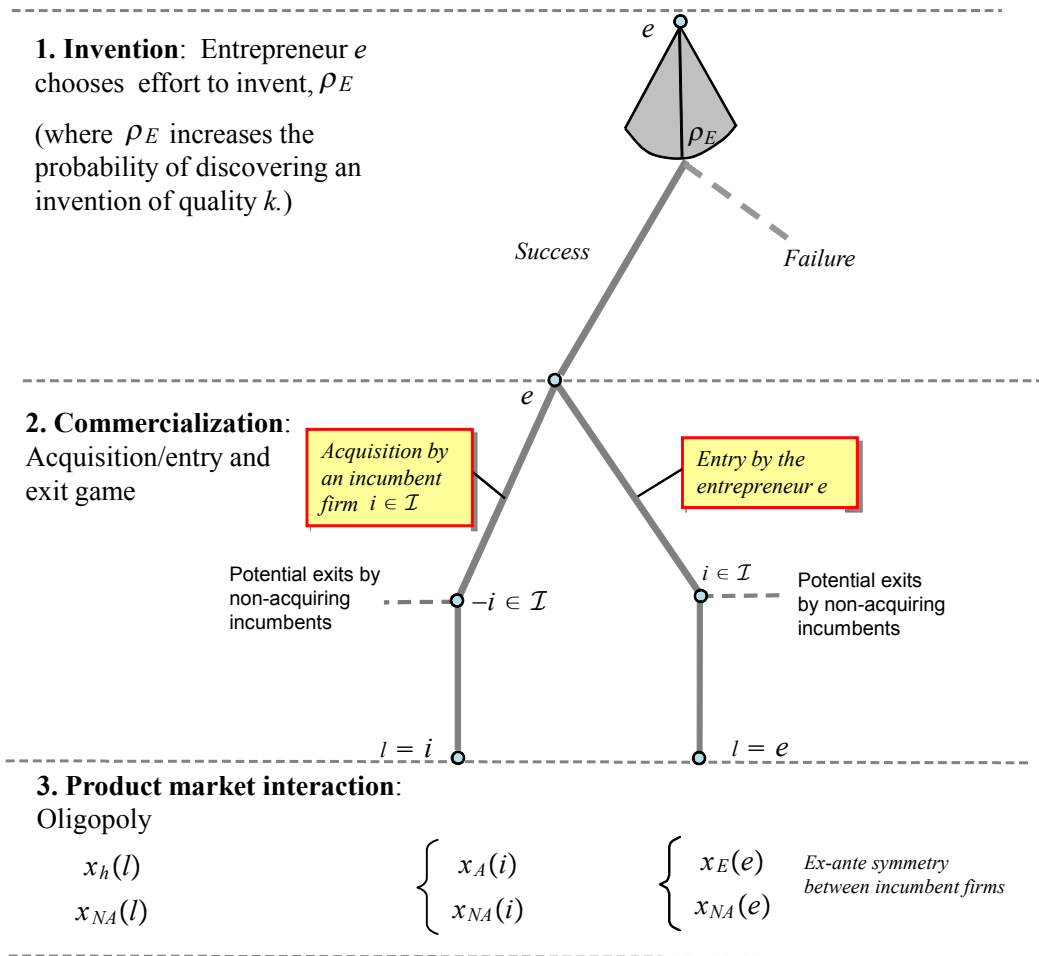 e
1. Invention: Entrepreneur e
chooses effort to invent, ρE
(where ρE increases the
probability of discovering an
invention of quality k.)
ρE
Success
Failure
e
2. Commercialization:
Acquisition/entry and
exit game
Acquisition by
an incumbent
firm i ∈ ℐ
Entry by the
entrepreneur e
Potential exits by
non-acquiring
incumbents
−i ∈ ℐ
i ∈ ℐ
Potential exits
by non-acquiring
incumbents
l = i
l = e
3. Product market interaction:
Oligopoly
xh(l)
xNA(l)
xA(i)
xNA(i)
xE(e)
xNA(e)
Ex-ante symmetry
between incumbent firms